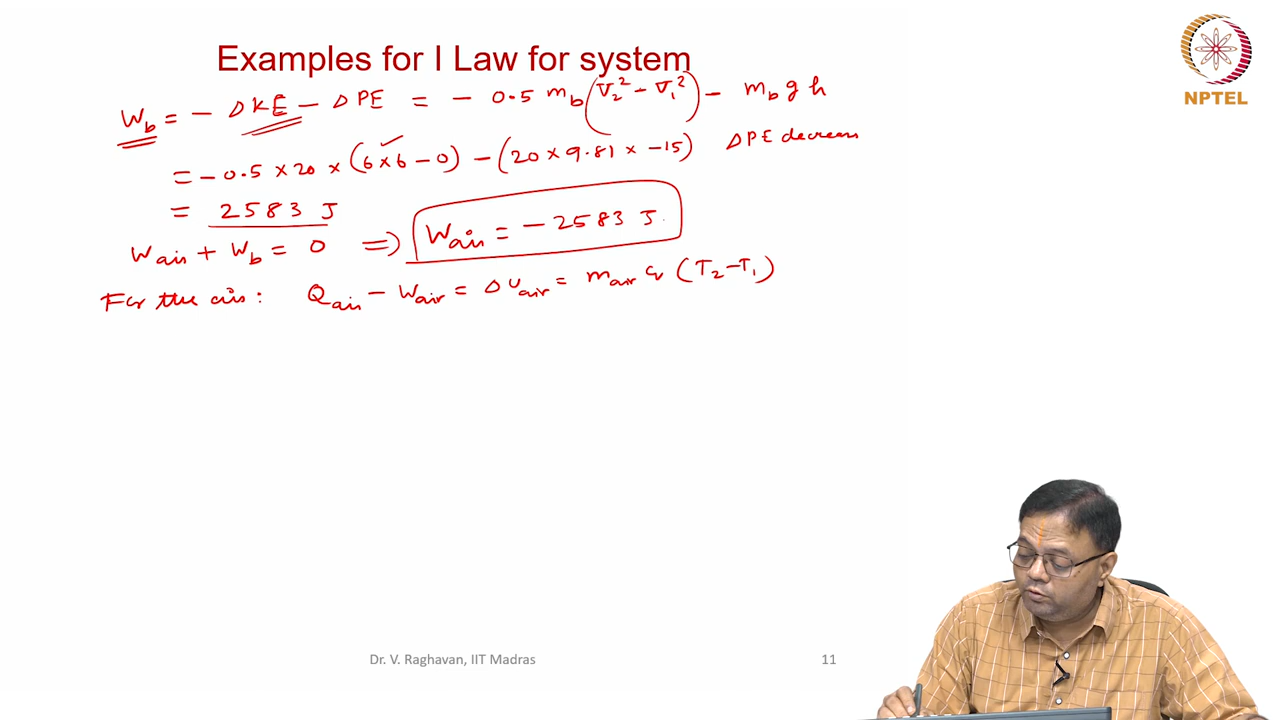 Examples for I Law for system
NPTEL
W_b = - ΔKE - ΔPE = - 0.5 m_b (V_2^2 - V_1^2) - m_b g h
= - 0.5 × 20 × (6 × 6 - 0) - (20 × 9.81 × -15) ΔPE decreases
= 2583 J
W_air + W_b = 0 ⇒ W_air = - 2583 J.
For the air : Q_air - W_air = ΔU_air = m_air c_v (T_2 - T_1)
Dr. V. Raghavan, IIT Madras
11